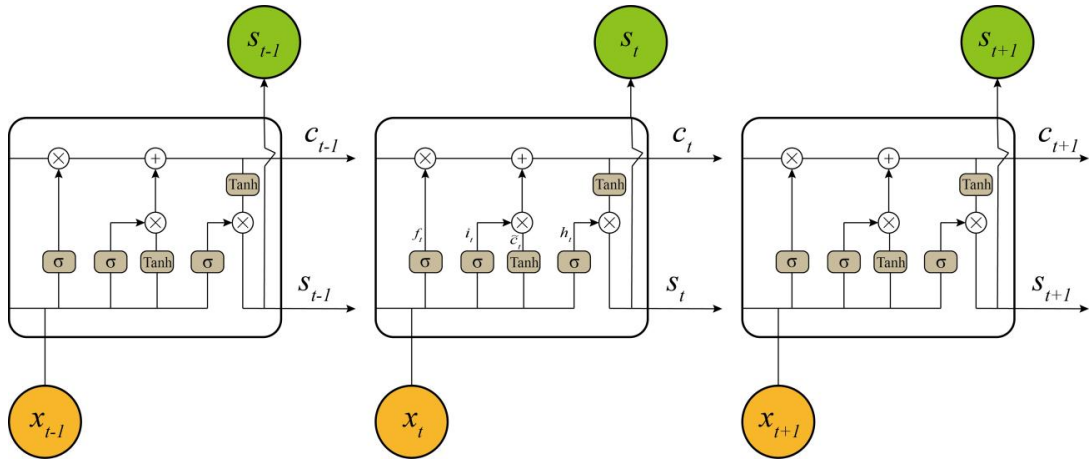 s_{t-1}
s_t
s_{t+1}
c_{t-1}
c_t
c_{t+1}
× +
Tanh
×
σ σ Tanh σ
s_{t-1}
× +
Tanh
× ×
f_t i_t c̃_t h_t
σ σ Tanh σ
s_t
× +
Tanh
× ×
σ σ Tanh σ
s_{t+1}
x_{t-1}
x_t
x_{t+1}